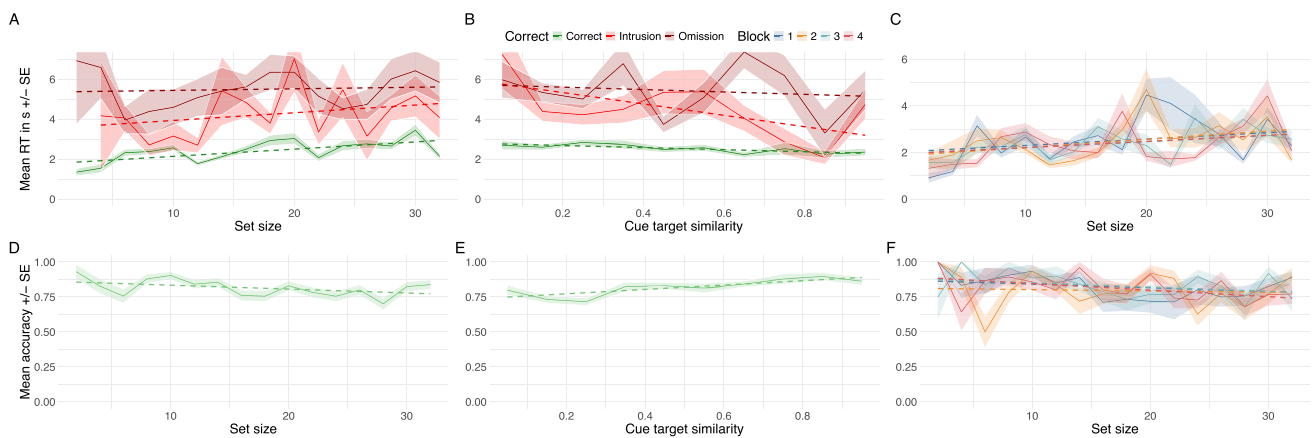 A
B
C
Correct Correct Intrusion Omission Block 1 2 3 4
Mean RT in s +/− SE
6
4
2
0
10 20 30
Set size
6
4
2
0
0.2 0.4 0.6 0.8
Cue target similarity
6
4
2
0
10 20 30
Set size
D
E
F
Mean accuracy +/− SE
1.00
0.75
0.50
0.25
0.00
10 20 30
Set size
1.00
0.75
0.50
0.25
0.00
0.2 0.4 0.6 0.8
Cue target similarity
1.00
0.75
0.50
0.25
0.00
10 20 30
Set size